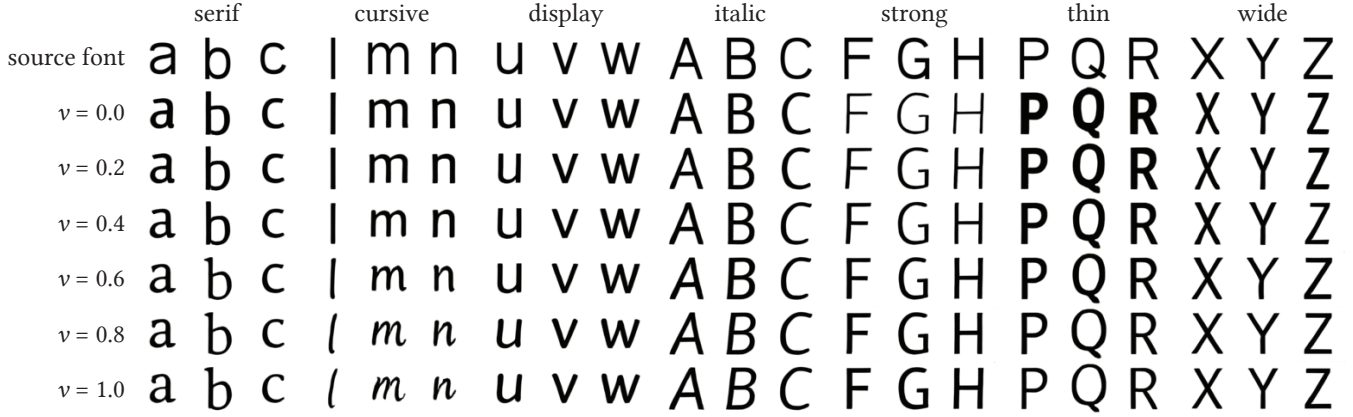 serif cursive display italic strong thin wide
source font a b c l m n u v w A B C F G H P Q R X Y Z
v = 0.0 a b c l m n u v w A B C F G H P Q R X Y Z
v = 0.2 a b c l m n u v w A B C F G H P Q R X Y Z
v = 0.4 a b c l m n u v w A B C F G H P Q R X Y Z
v = 0.6 a b c l m n u v w A B C F G H P Q R X Y Z
v = 0.8 a b c l m n u v w A B C F G H P Q R X Y Z
v = 1.0 a b c l m n u v w A B C F G H P Q R X Y Z